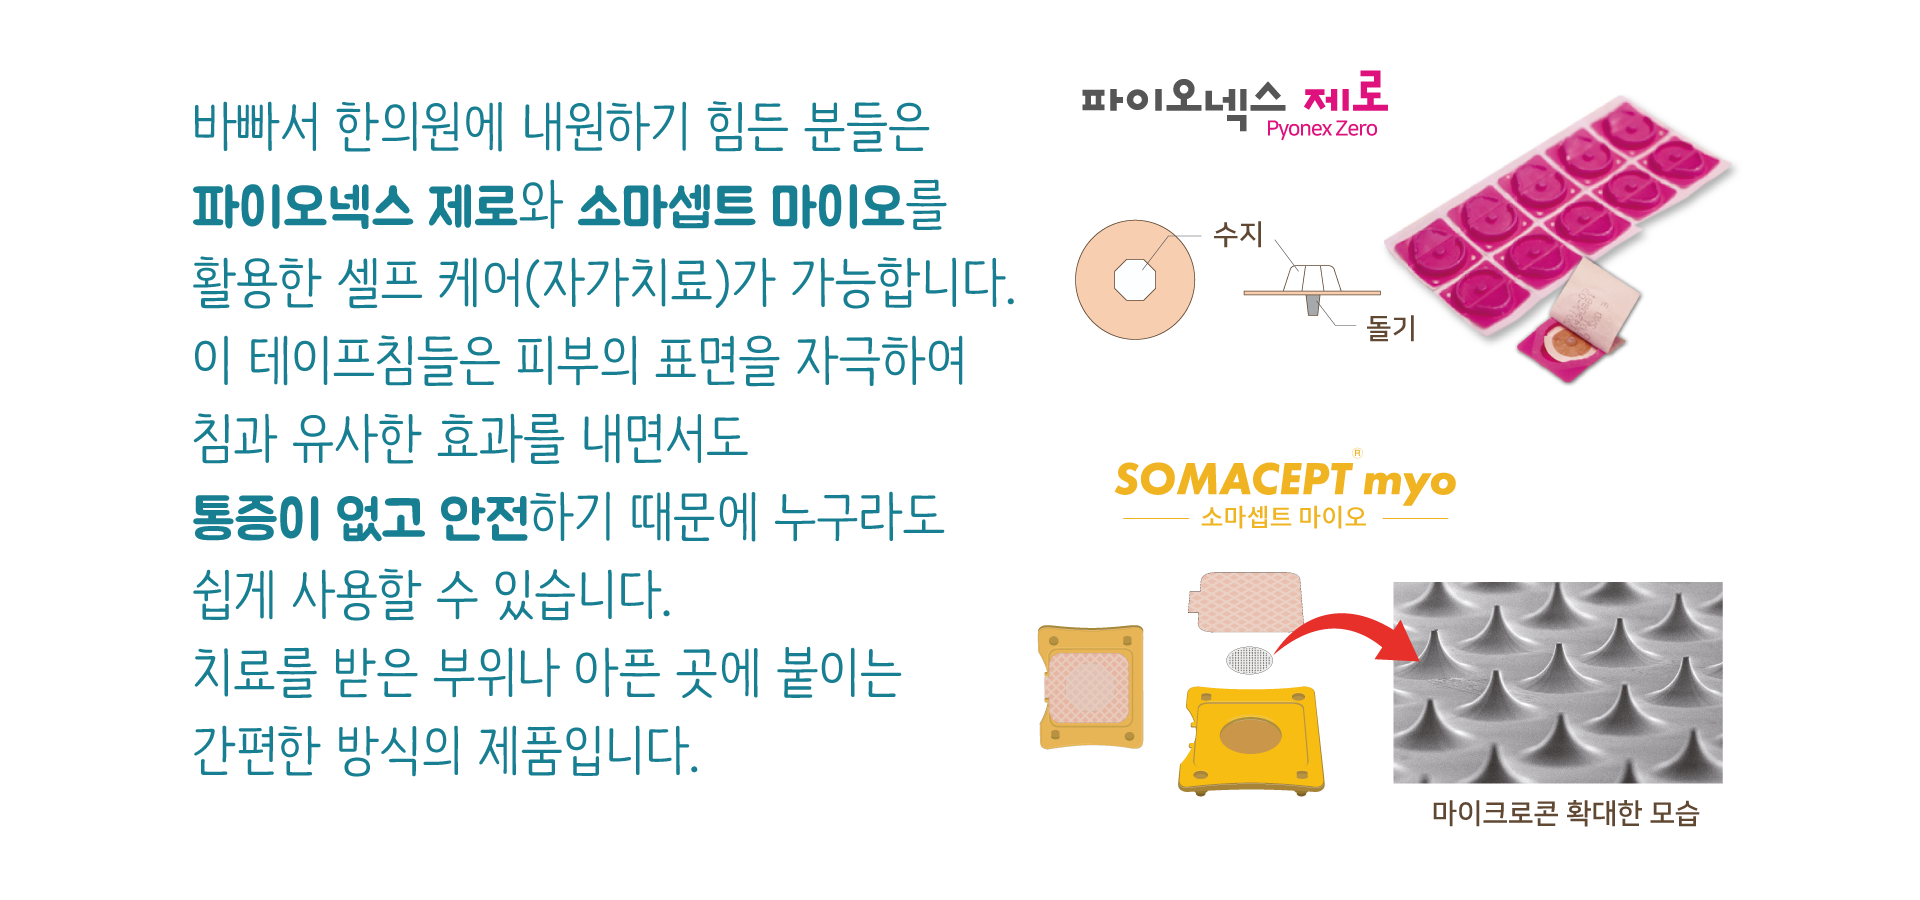 바빠서 한의원에 내원하기 힘든 분들은
파이오넥스 제로와 소마셉트 마이오를
활용한 셀프 케어(자가치료)가 가능합니다.
이 테이프침들은 피부의 표면을 자극하여
침과 유사한 효과를 내면서도
통증이 없고 안전하기 때문에 누구라도
쉽게 사용할 수 있습니다.
치료를 받은 부위나 아픈 곳에 붙이는
간편한 방식의 제품입니다.
파이오넥스 제로
Pyonex Zero
수지
돌기
SOMACEPT® myo
소마셉트 마이오
마이크로콘 확대한 모습